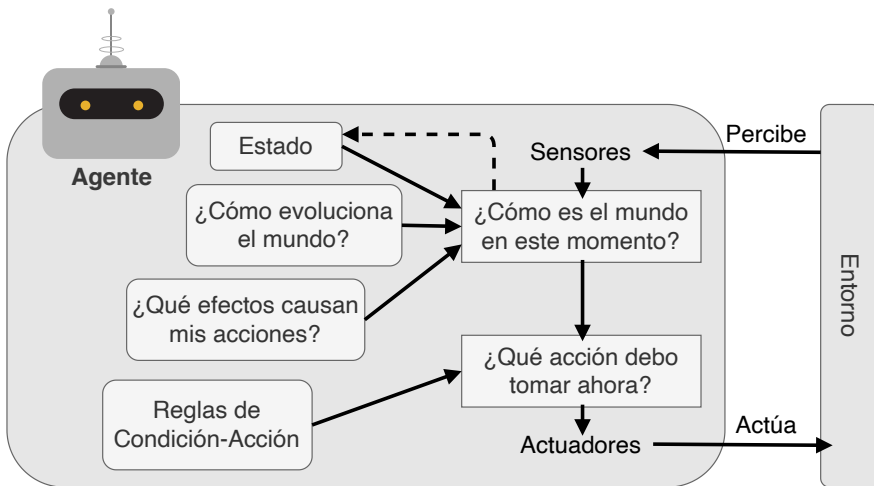 Agente
Estado
Sensores
Percibe
¿Cómo evoluciona
el mundo?
¿Cómo es el mundo
en este momento?
¿Qué efectos causan
mis acciones?
¿Qué acción debo
tomar ahora?
Reglas de
Condición-Acción
Actuadores
Actúa
Entorno